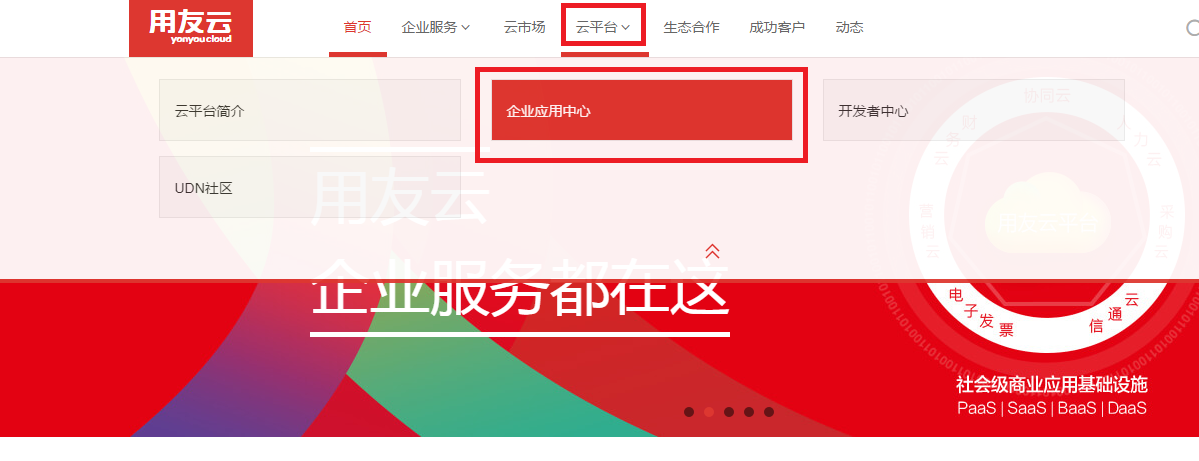 用友云
yonyoucloud
首页 企业服务 云市场 云平台 生态合作 成功客户 动态
云平台简介 企业应用中心 开发者中心
UDN社区
用友云
企业服务都在这
协同云
财务云
人力云
营销云
采购云
用友云平台
电子发票
通信云
社会级商业应用基础设施
PaaS | SaaS | BaaS | DaaS